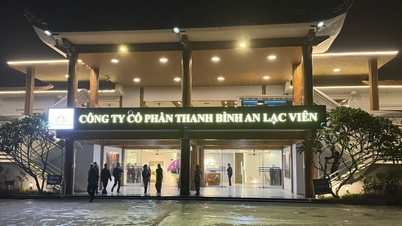 CÔNG TY CỔ PHẦN THANH BÌNH AN LẠC VIÊN